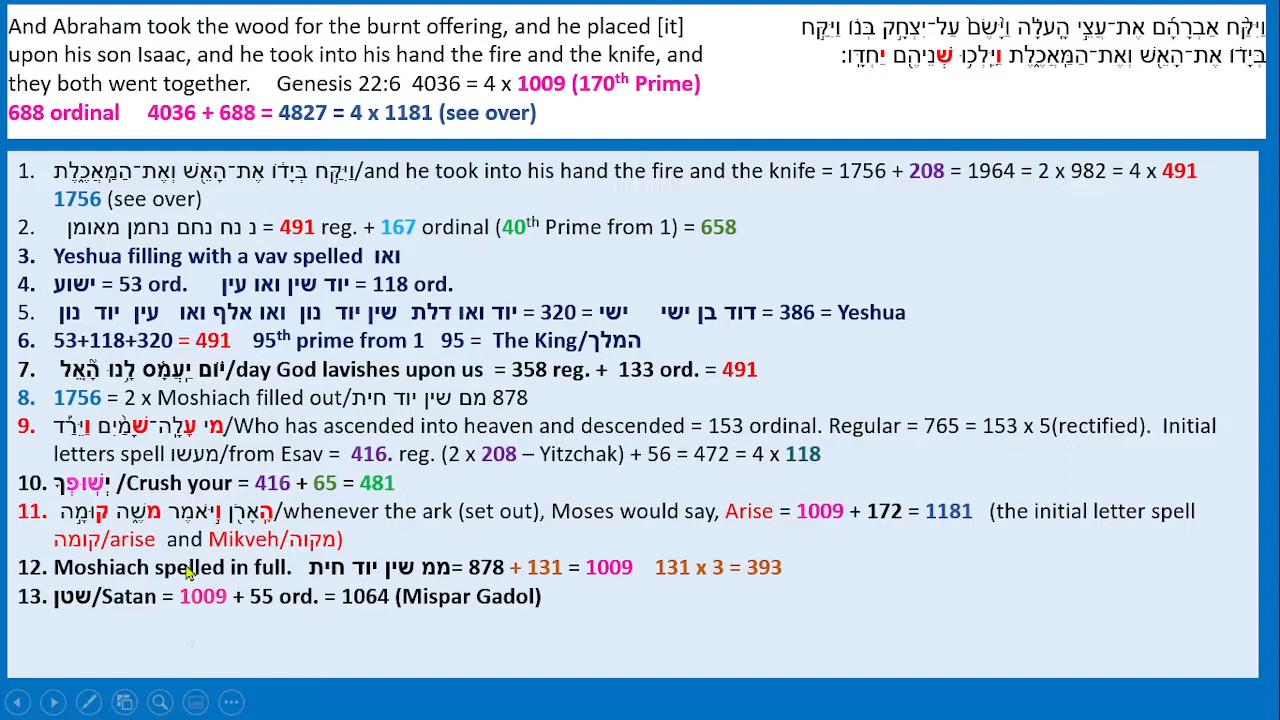 And Abraham took the wood for the burnt offering, and he placed [it]
upon his son Isaac, and he took into his hand the fire and the knife, and
they both went together. Genesis 22:6 4036 = 4 x 1009 (170th Prime)
688 ordinal 4036 + 688 = 4827 = 4 x 1181 (see over)
וַיִּקַּ֨ח אַבְרָהָ֜ם אֶת־עֲצֵ֣י הָעֹלָ֗ה וַיָּ֙שֶׂם֙ עַל־יִצְחָ֣ק בְּנ֔וֹ וַיִּקַּ֣ח
בְּיָד֔וֹ אֶת־הָאֵ֖שׁ וְאֶת־הַֽמַּאֲכֶ֑לֶת וַיֵּלְכ֥וּ שְׁנֵיהֶ֖ם יַחְדָּֽו׃
1. וַיִּקַּ֣ח בְּיָד֔וֹ אֶת־הָאֵ֖שׁ וְאֶת־הַֽמַּאֲכֶ֑לֶת/and he took into his hand the fire and the knife = 1756 + 208 = 1964 = 2 x 982 = 4 x 491
1756 (see over)
2. נ נח נחם נחמן מאומן = 491 reg. + 167 ordinal (40th Prime from 1) = 658
3. Yeshua filling with a vav spelled ואו
4. ישוע = 53 ord. יוד שין ואו עין = 118 ord.
5. יוד ואו דלת שין יוד נון ואו אלף ואו עין יוד נון = 320 = ישי דוד בן ישי = 386 = Yeshua
6. 53+118+320 = 491 95th prime from 1 95 = The King/המלך
7. י֤וֹם יַֽעֲמָס־לָ֗נוּ הָ֘אֵ֤ל/day God lavishes upon us = 358 reg. + 133 ord. = 491
8. 1756 = 2 x Moshiach filled out/מם שין יוד חית 878
9. מִ֤י עָלָֽה־שָׁמַ֨יִם וַיֵּרַ֡ד/Who has ascended into heaven and descended = 153 ordinal. Regular = 765 = 153 x 5(rectified). Initial
letters spell מעשו/from Esav = 416. reg. (2 x 208 – Yitzchak) + 56 = 472 = 4 x 118
10. יְשׁוּפְךָ /Crush your = 416 + 65 = 481
11. הָאָרֹ֖ן וַיֹּ֣אמֶר מֹשֶׁ֑ה קוּמָ֣ה/whenever the ark (set out), Moses would say, Arise = 1009 + 172 = 1181 (the initial letter spell
קומה/arise and Mikveh/מקוה)
12. Moshiach spelled in full. ממ שין יוד חית= 878 + 131 = 1009 131 x 3 = 393
13. שטן/Satan = 1009 + 55 ord. = 1064 (Mispar Gadol)